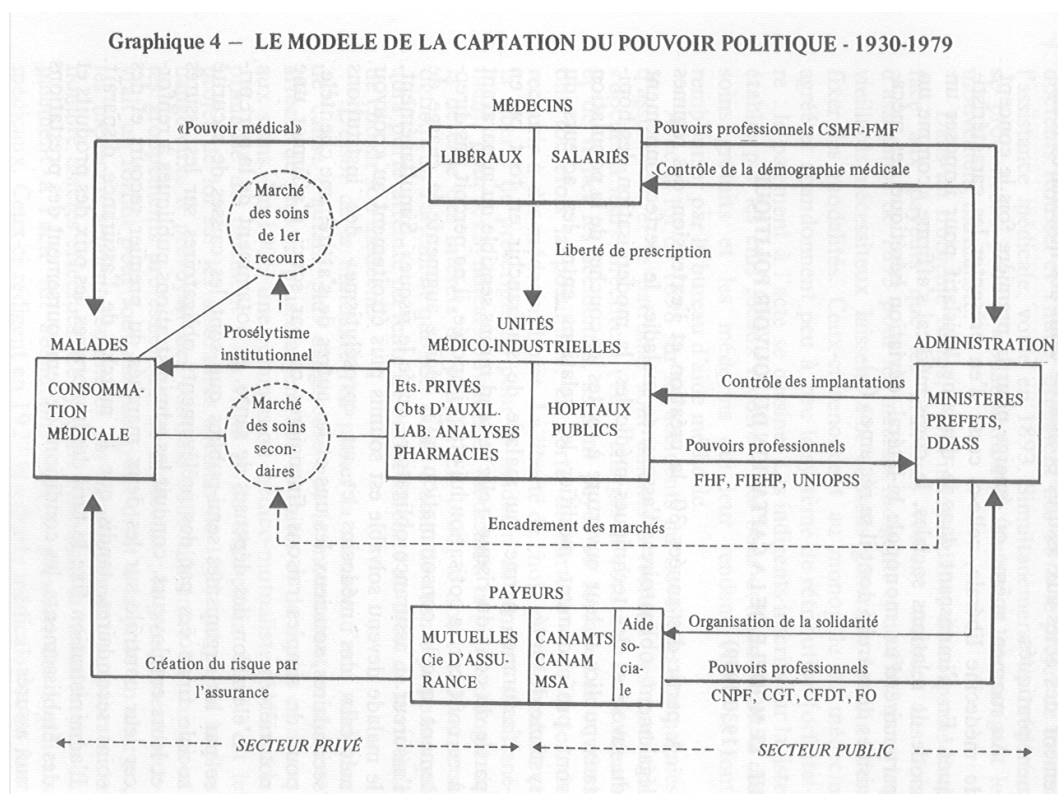 Graphique 4 — LE MODELE DE LA CAPTATION DU POUVOIR POLITIQUE - 1930-1979
MÉDECINS
«Pouvoir médical»
LIBÉRAUX
SALARIÉS
Pouvoirs professionnels CSMF-FMF
Contrôle de la démographie médicale
Marché
des soins
de 1er
recours
Liberté de prescription
Prosélytisme
institutionnel
UNITÉS
MÉDICO-INDUSTRIELLES
MALADES
ADMINISTRATION
CONSOMMA-
TION
MÉDICALE
Marché
des soins
secon-
daires
Ets. PRIVÉS
Cbts D'AUXIL.
LAB. ANALYSES
PHARMACIES
HOPITAUX
PUBLICS
Contrôle des implantations
MINISTERES
PREFETS,
DDASS
Pouvoirs professionnels
FHF, FIEHP, UNIOPSS
Encadrement des marchés
PAYEURS
MUTUELLES
Cie D'ASSU-
RANCE
CANAMTS
CANAM
MSA
Aide
so-
cia-
le
Organisation de la solidarité
Création du risque par
l'assurance
Pouvoirs professionnels
CNPF, CGT, CFDT, FO
SECTEUR PRIVÉ
SECTEUR PUBLIC